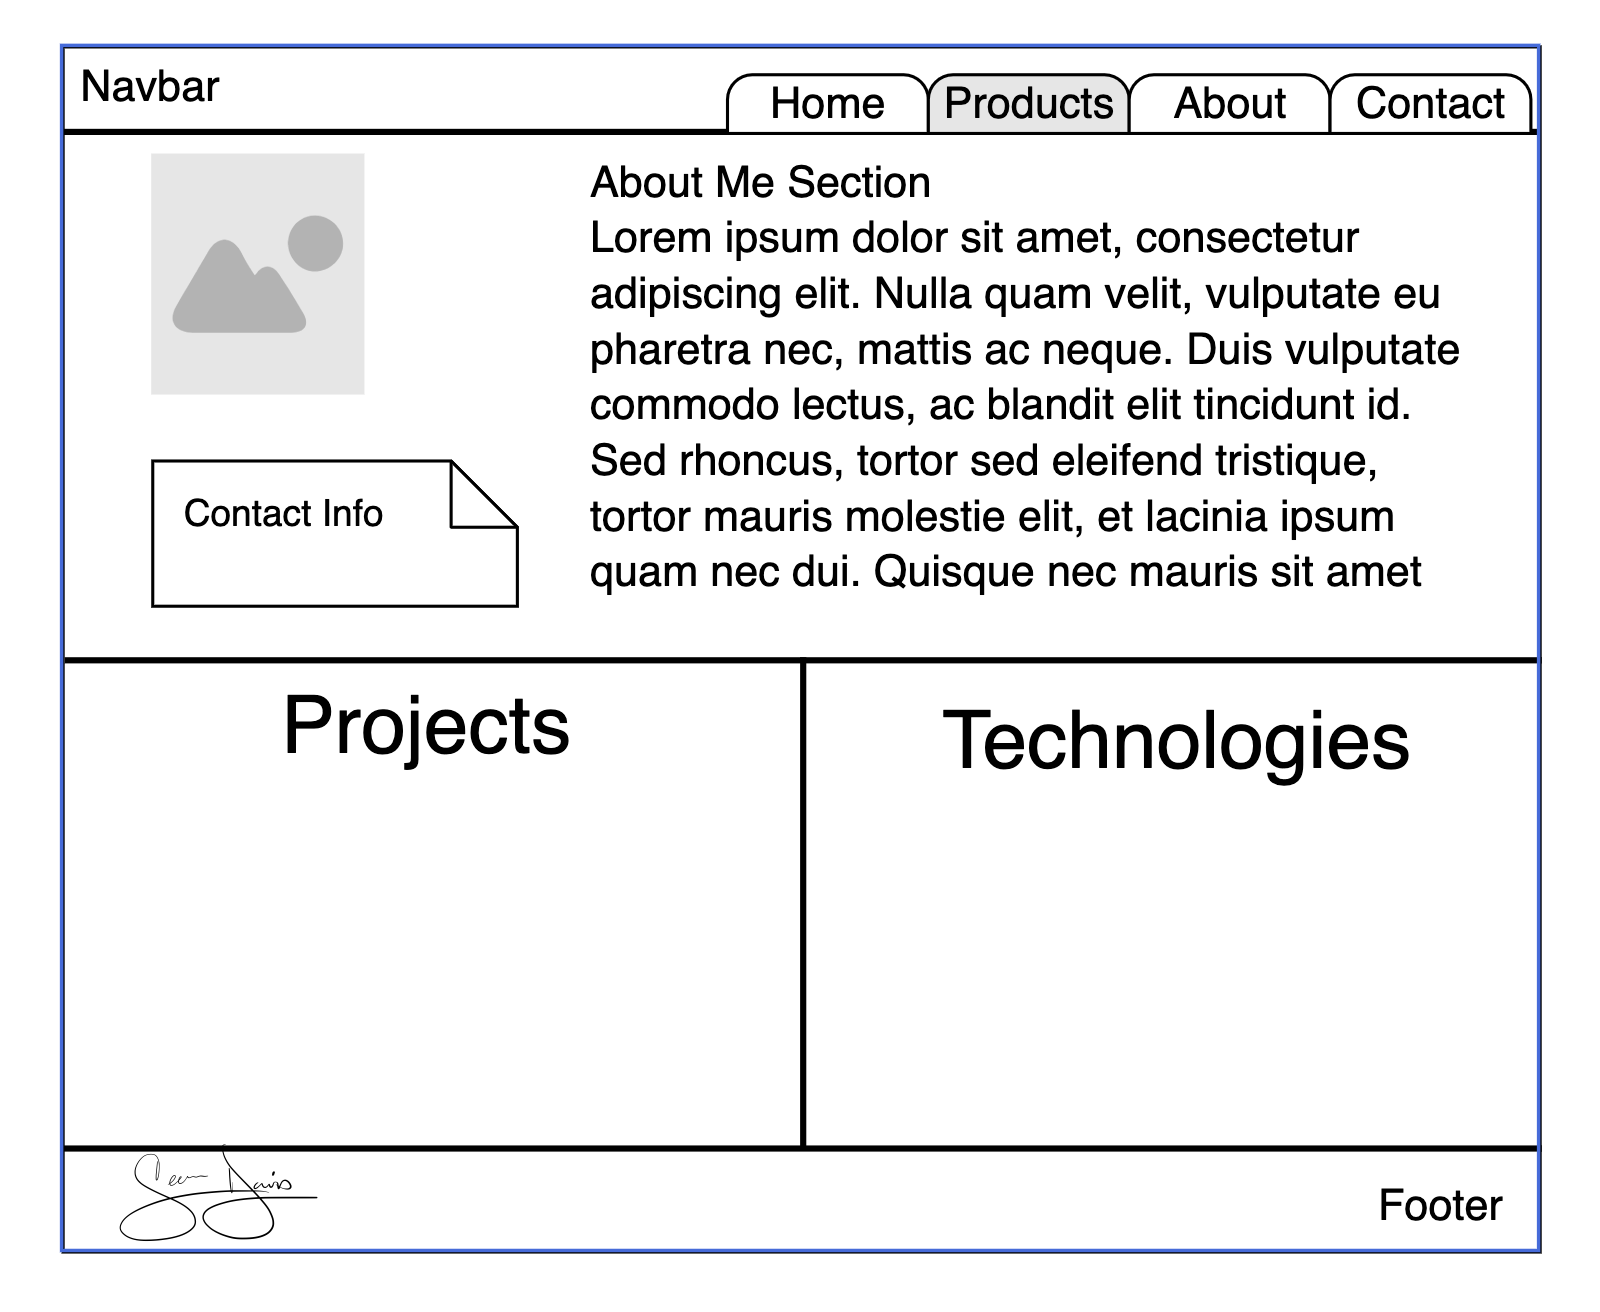 Navbar
Home Products About Contact
About Me Section
Lorem ipsum dolor sit amet, consectetur
adipiscing elit. Nulla quam velit, vulputate eu
pharetra nec, mattis ac neque. Duis vulputate
commodo lectus, ac blandit elit tincidunt id.
Sed rhoncus, tortor sed eleifend tristique,
tortor mauris molestie elit, et lacinia ipsum
quam nec dui. Quisque nec mauris sit amet
Contact Info
Projects
Technologies
Davis
Footer